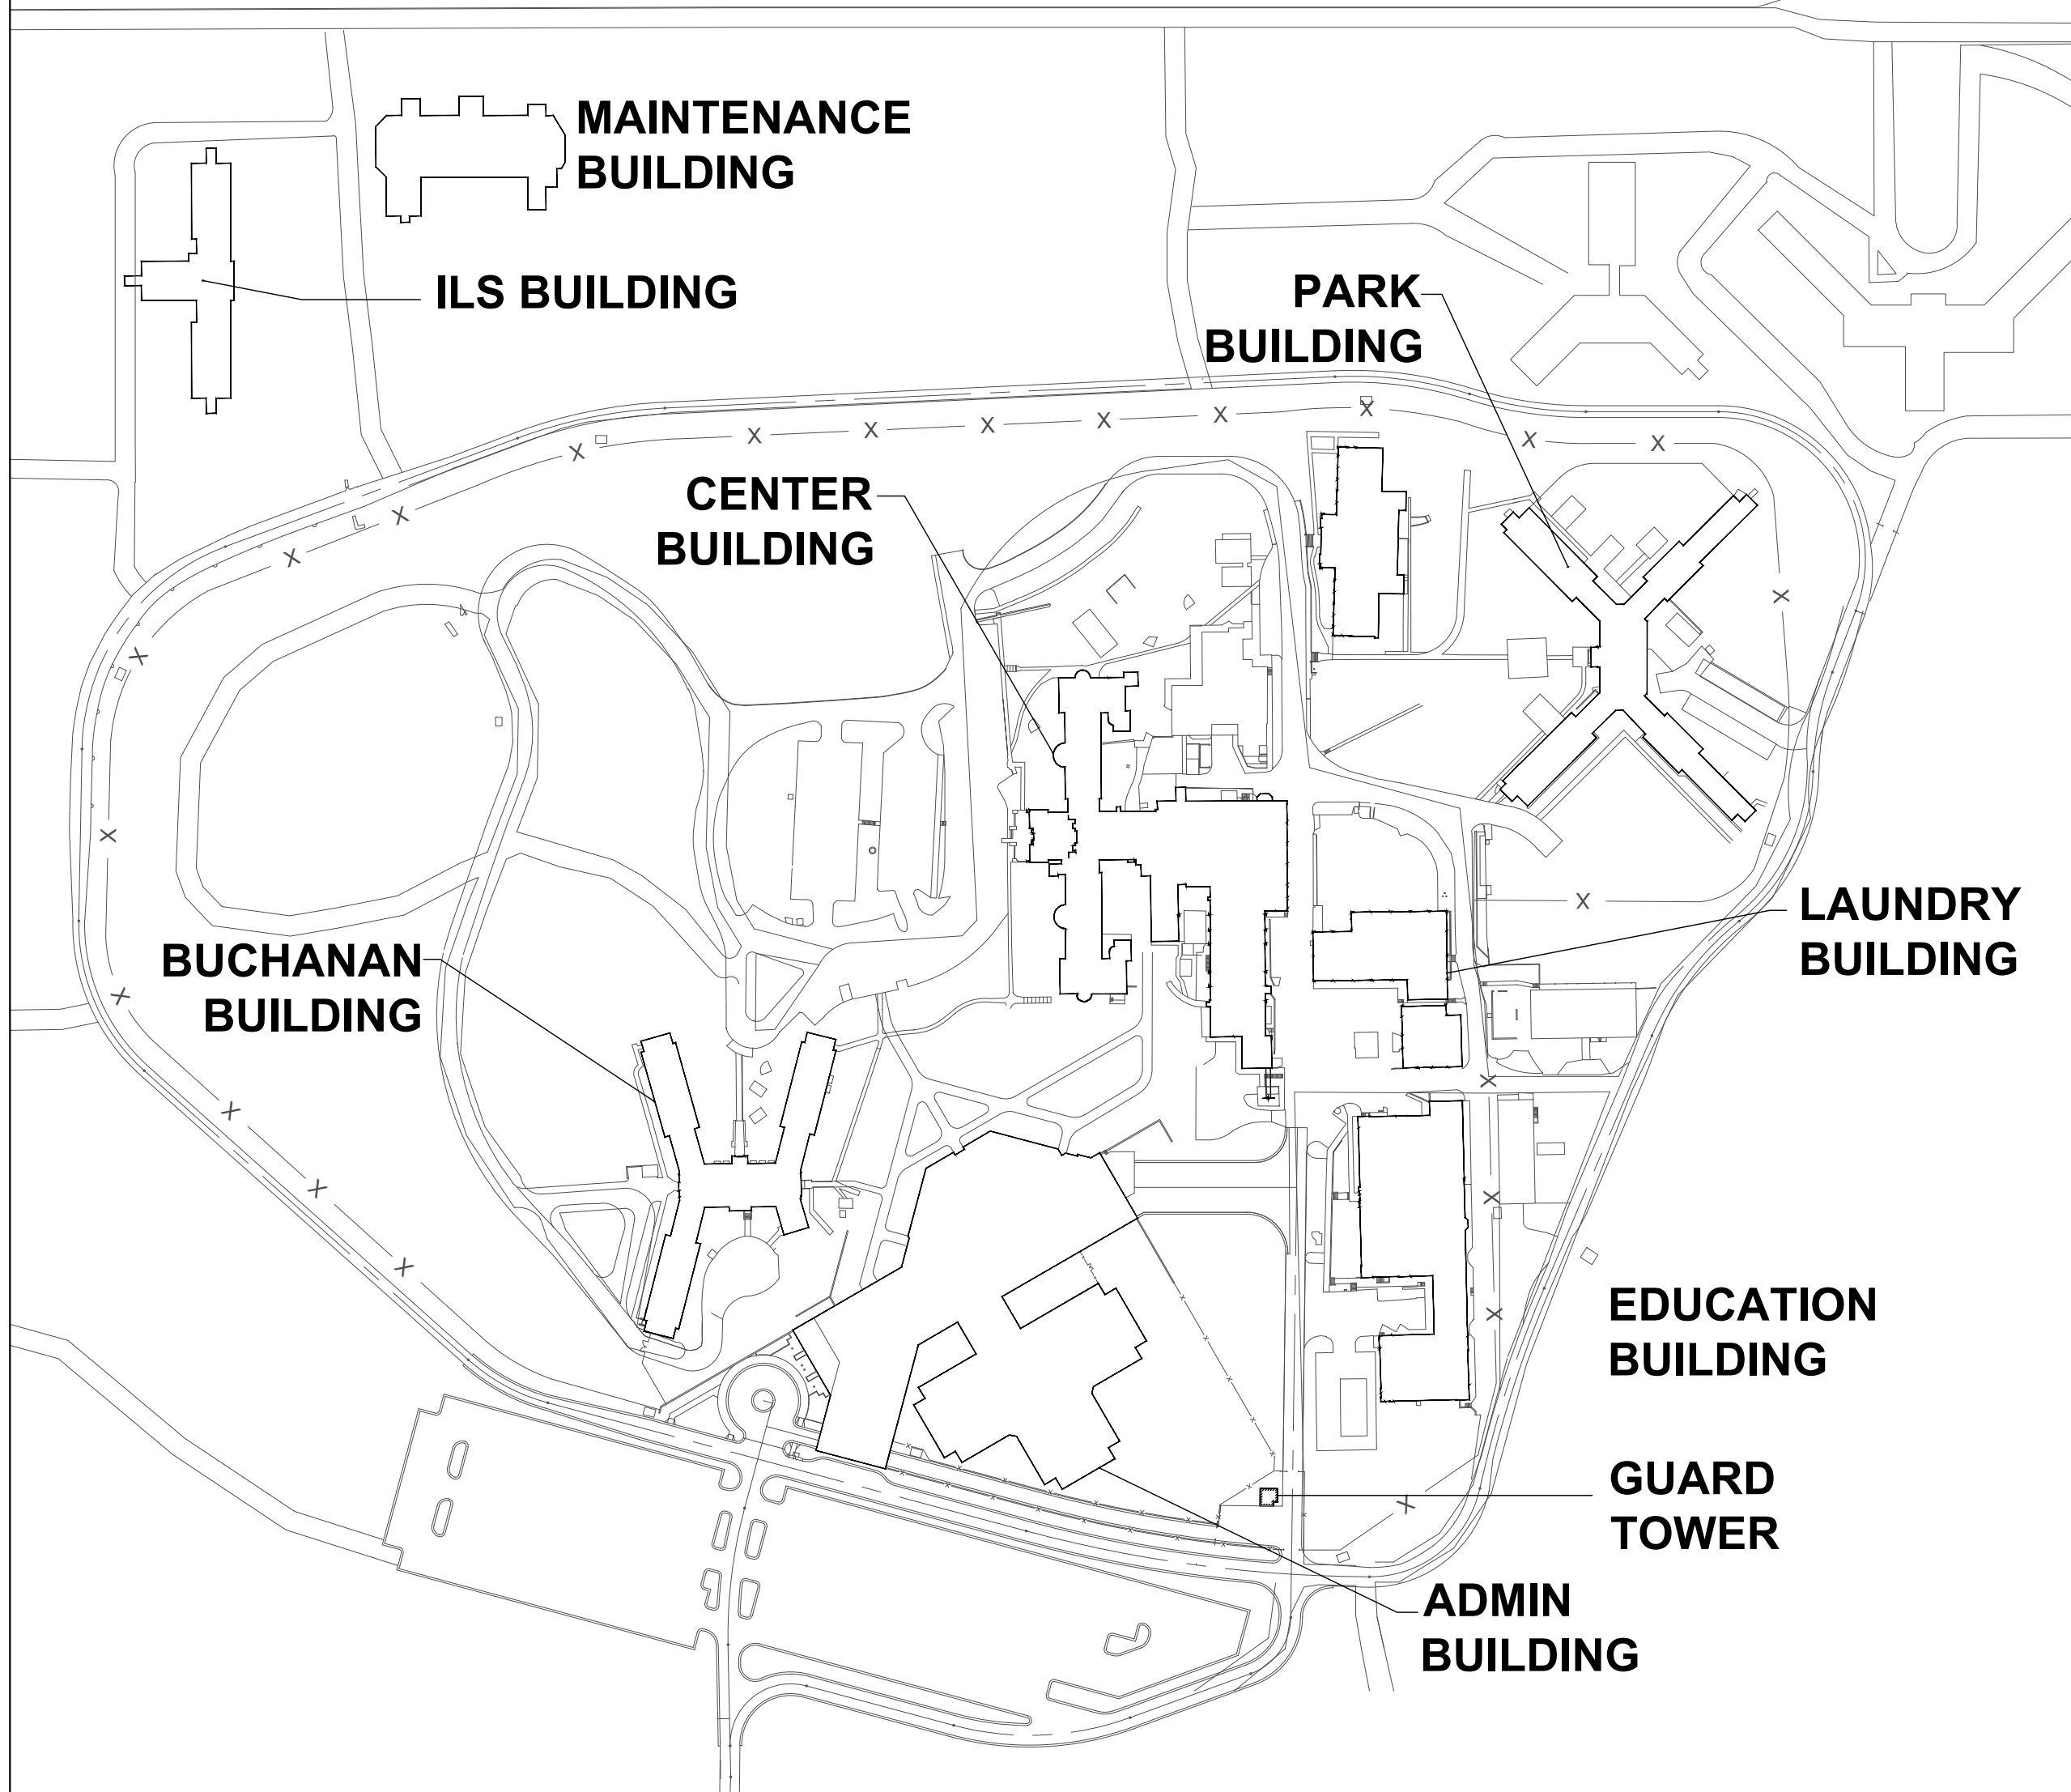 MAINTENANCE
BUILDING
ILS BUILDING
PARK
BUILDING
CENTER
BUILDING
LAUNDRY
BUILDING
BUCHANAN
BUILDING
EDUCATION
BUILDING
GUARD
TOWER
ADMIN
BUILDING